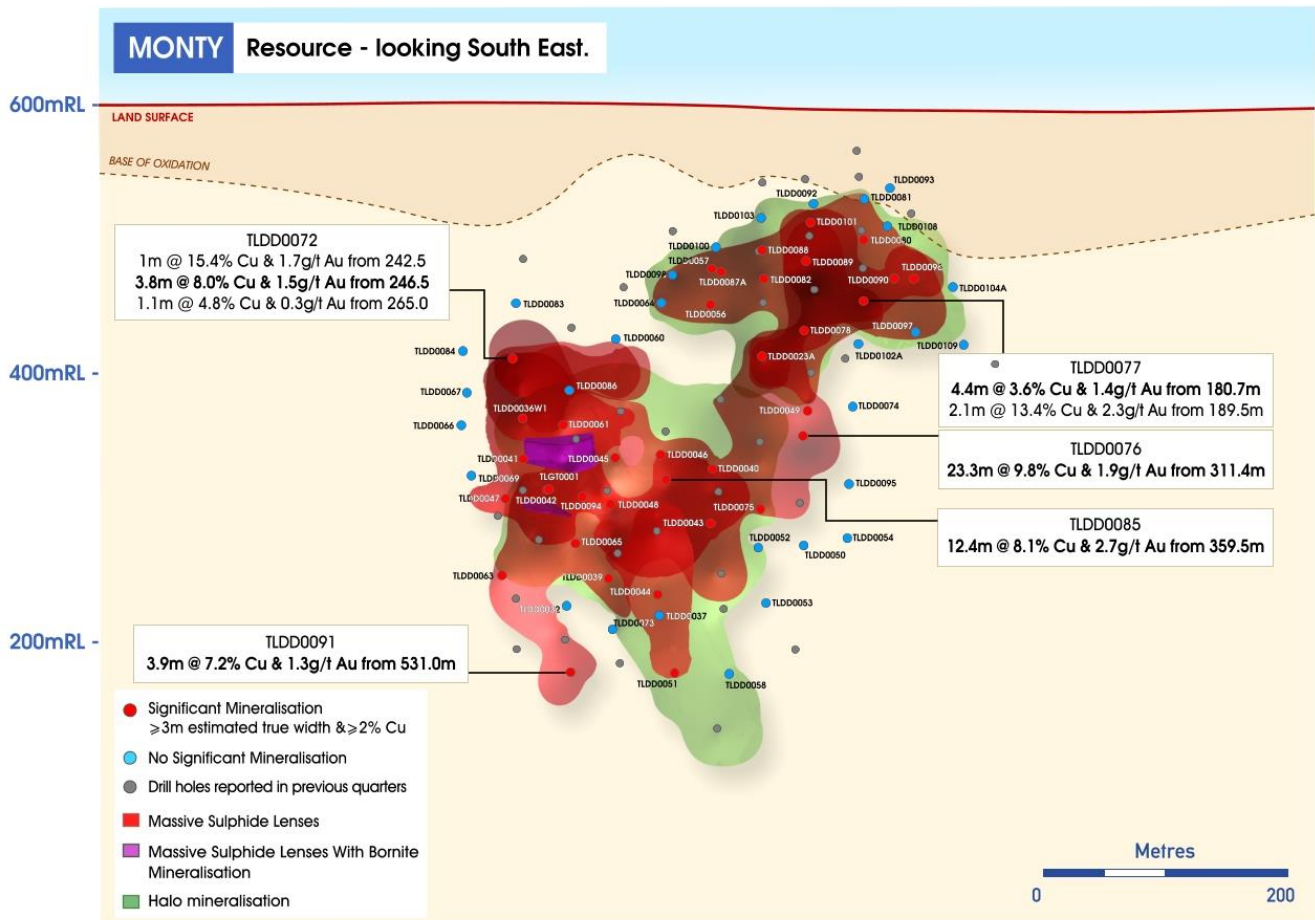 MONTY Resource - looking South East.
600mRL
LAND SURFACE
BASE OF OXIDATION
TLDD0093
TLDD0092
TLDD0081
TLDD0103
TLDD0101
TLDD0108
TLDD0100
TLDD0088
TLDD0057
TLDD0089
TLDD0087A
TLDD0082
TLDD0090
TLDD0104A
TLDD0064
TLDD0056
TLDD0083
TLDD0078
TLDD0097
TLDD0060
TLDD0109
TLDD0102A
TLDD0023A
TLDD0084
400mRL
TLDD0072
1m @ 15.4% Cu & 1.7g/t Au from 242.5
3.8m @ 8.0% Cu & 1.5g/t Au from 246.5
1.1m @ 4.8% Cu & 0.3g/t Au from 265.0
TLDD0077
4.4m @ 3.6% Cu & 1.4g/t Au from 180.7m
2.1m @ 13.4% Cu & 2.3g/t Au from 189.5m
TLDD0076
23.3m @ 9.8% Cu & 1.9g/t Au from 311.4m
TLDD0085
12.4m @ 8.1% Cu & 2.7g/t Au from 359.5m
TLDD0067
TLDD0086
TLDD0036W1
TLDD0049
TLDD0074
TLDD0066
TLDD0061
TLDD0041
TLDD0045
TLDD0046
TLDD0040
TLDD0069
TLGT0001
TLDD0095
TLDD0047
TLDD0042
TLDD0094
TLDD0048
TLDD0075
TLDD0043
TLDD0065
TLDD0052
TLDD0054
TLDD0050
TLDD0063
TLDD0039
TLDD0044
TLDD0053
TLDD0037
200mRL
TLDD0051
TLDD0058
TLDD0091
3.9m @ 7.2% Cu & 1.3g/t Au from 531.0m
Significant Mineralisation
⩾3m estimated true width &⩾2% Cu
No Significant Mineralisation
Drill holes reported in previous quarters
Massive Sulphide Lenses
Massive Sulphide Lenses With Bornite
Mineralisation
Halo mineralisation
Metres
0 200